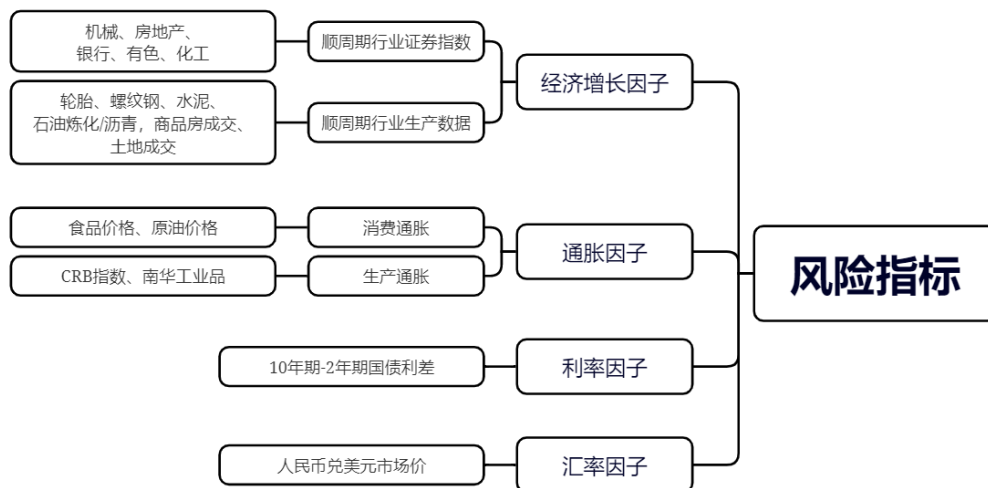 机械、房地产、
银行、有色、化工
顺周期行业证券指数
经济增长因子
轮胎、螺纹钢、水泥、
石油炼化/沥青，商品房成交、
土地成交
顺周期行业生产数据
食品价格、原油价格
消费通胀
通胀因子
CRB指数、南华工业品
生产通胀
风险指标
10年期-2年期国债利差
利率因子
人民币兑美元市场价
汇率因子